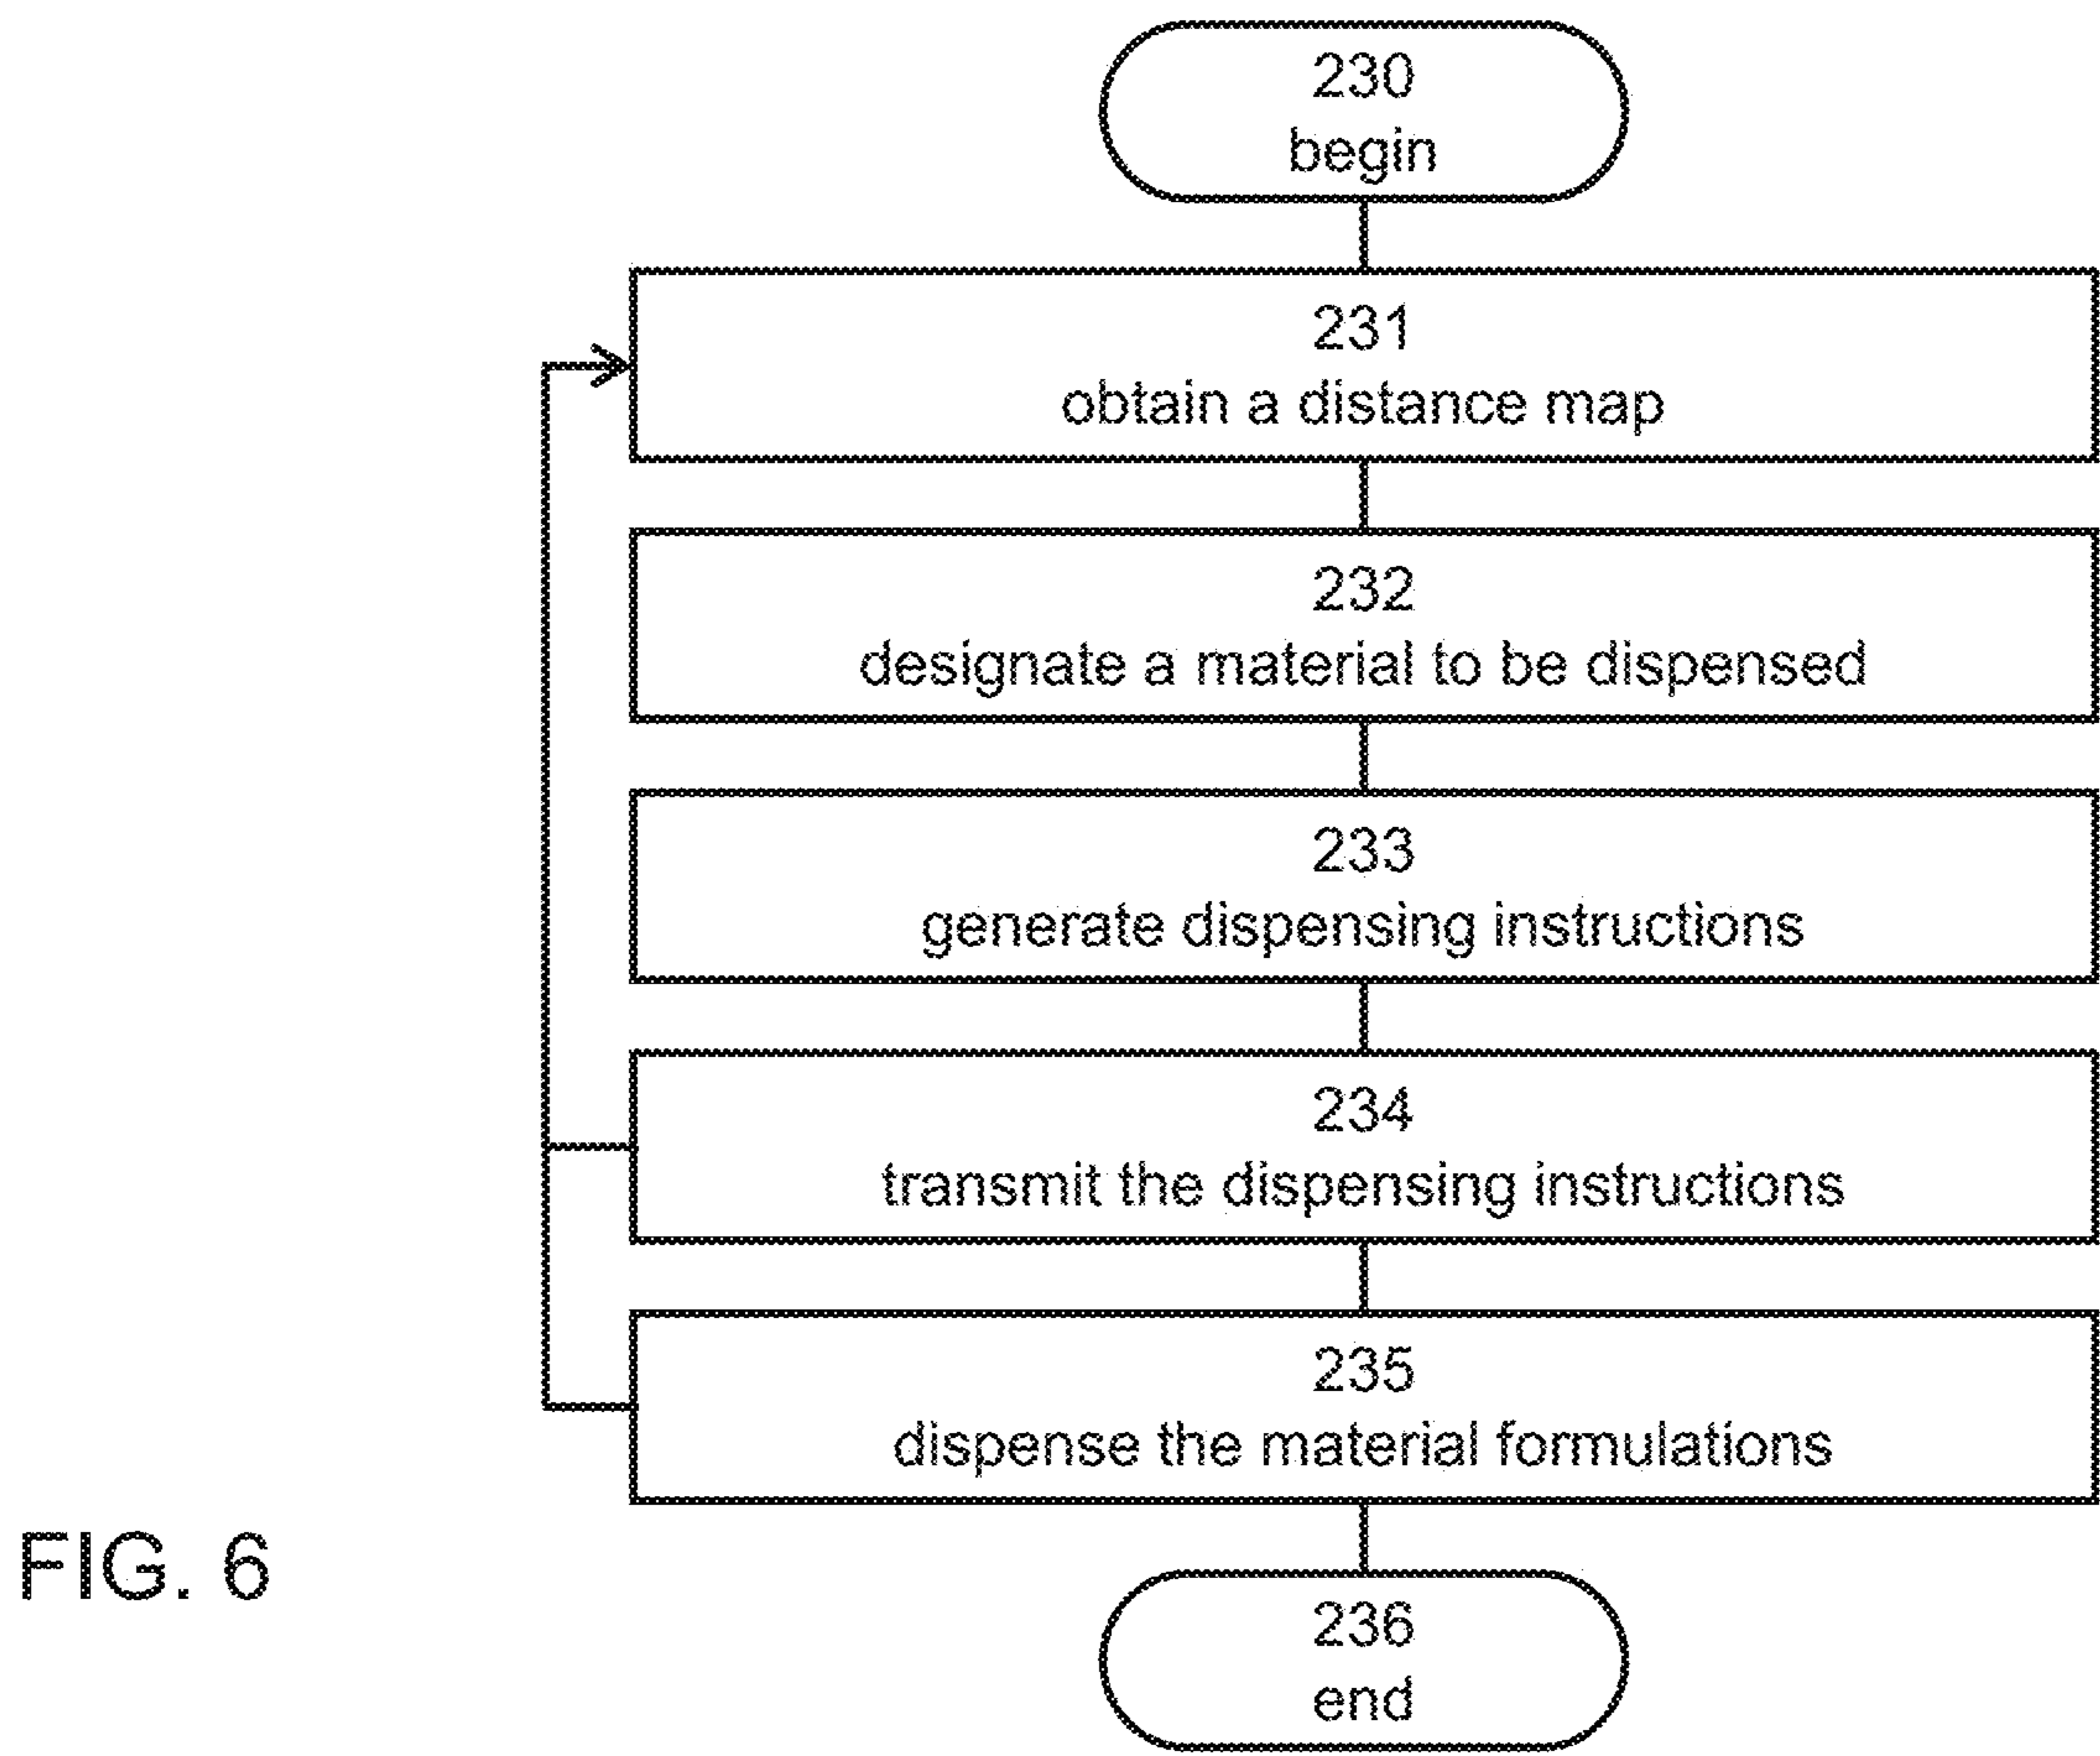 230
begin
231
obtain a distance map
232
designate a material to be dispensed
233
generate dispensing instructions
234
transmit the dispensing instructions
235
dispense the material formulations
236
end
FIG. 6